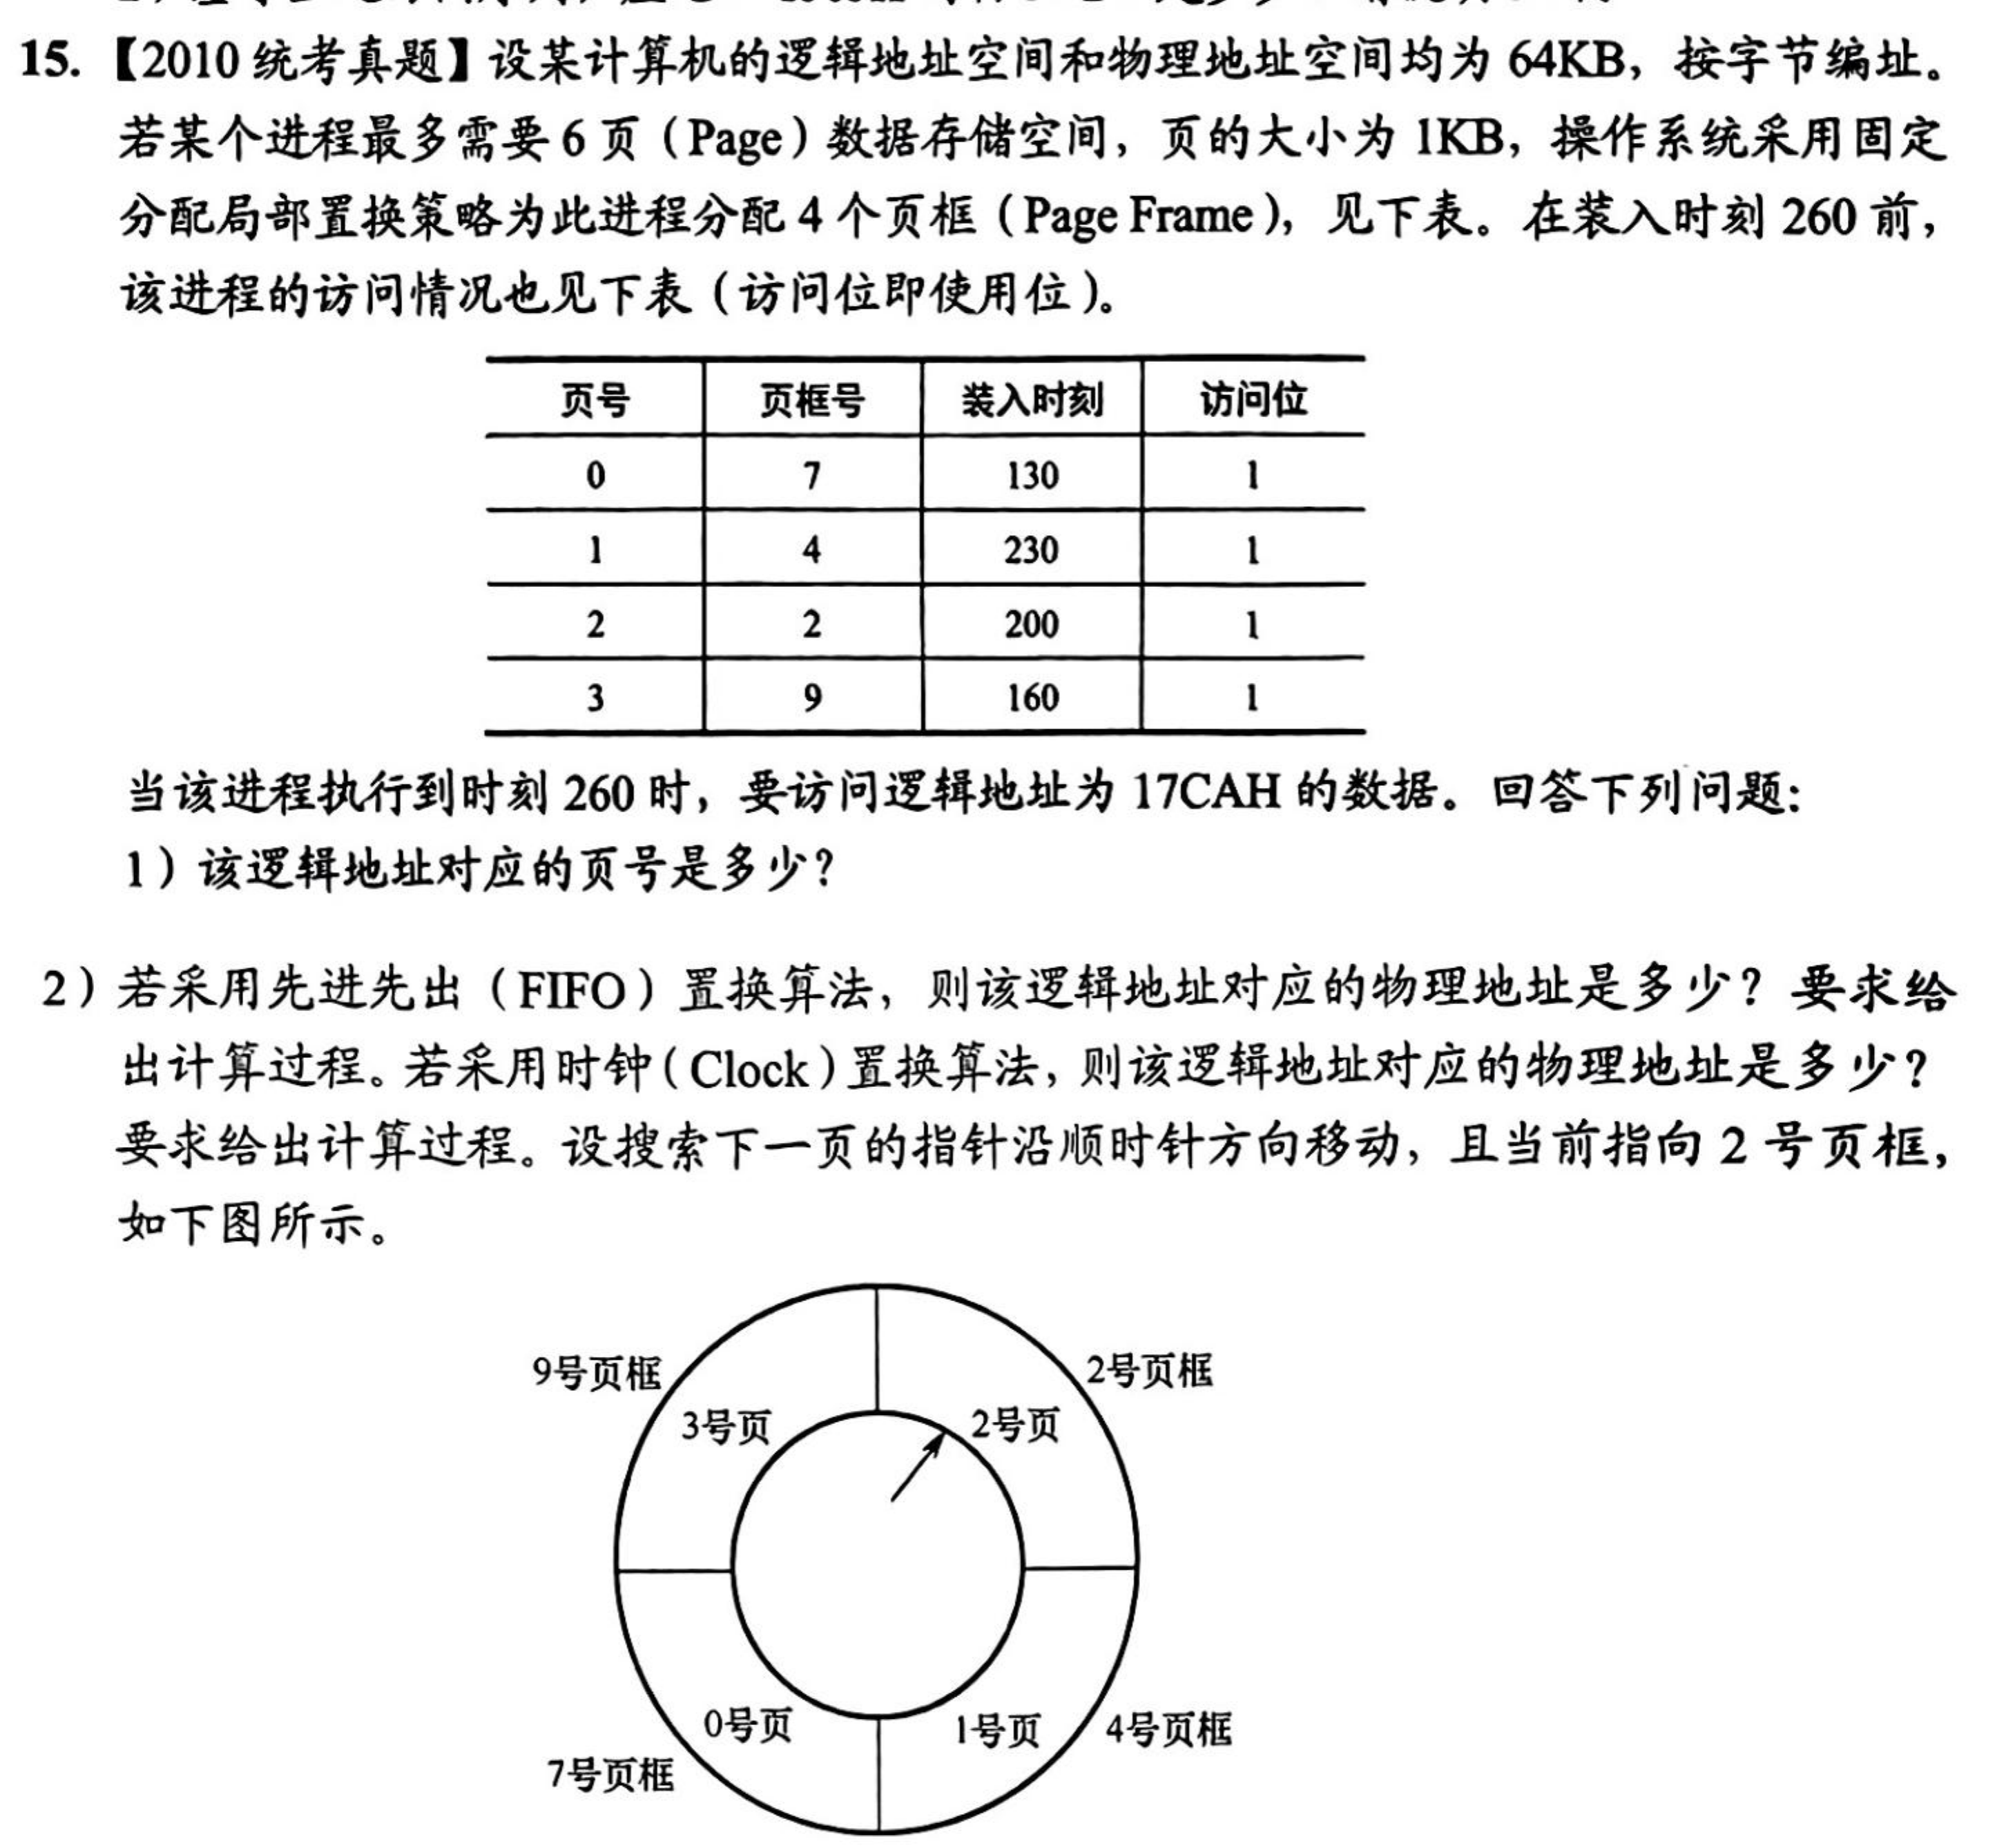 15.【2010 统考真题】设某计算机的逻辑地址空间和物理地址空间均为 64KB，按字节编址。
若某个进程最多需要 6 页（Page）数据存储空间，页的大小为 1KB，操作系统采用固定
分配局部置换策略为此进程分配 4 个页框（Page Frame），见下表。在装入时刻 260 前，
该进程的访问情况也见下表（访问位即使用位）。
页号 页框号 装入时刻 访问位
0 7 130 1
1 4 230 1
2 2 200 1
3 9 160 1
当该进程执行到时刻 260 时，要访问逻辑地址为 17CAH 的数据。回答下列问题：
1）该逻辑地址对应的页号是多少？
2）若采用先进先出（FIFO）置换算法，则该逻辑地址对应的物理地址是多少？要求给
出计算过程。若采用时钟（Clock）置换算法，则该逻辑地址对应的物理地址是多少？
要求给出计算过程。设搜索下一页的指针沿顺时针方向移动，且当前指向 2 号页框，
如下图所示。
9号页框
2号页框
3号页
2号页
0号页
1号页
4号页框
7号页框